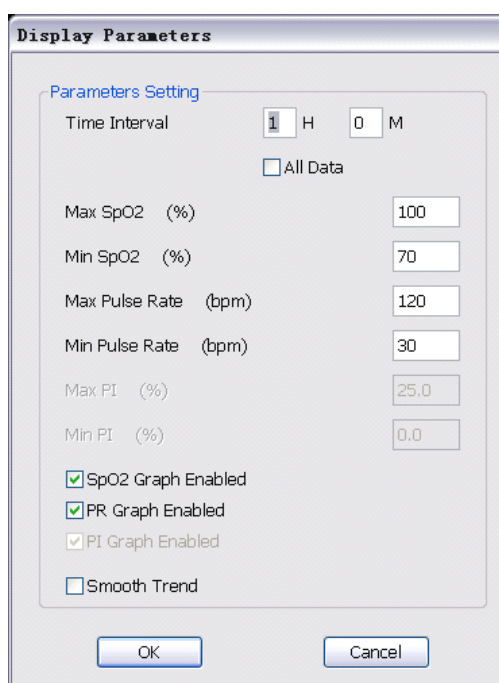 Display Parameters
Parameters Setting
Time Interval 1 H 0 M
All Data
Max SpO2 (%) 100
Min SpO2 (%) 70
Max Pulse Rate (bpm) 120
Min Pulse Rate (bpm) 30
Max PI (%) 25.0
Min PI (%) 0.0
SpO2 Graph Enabled
PR Graph Enabled
PI Graph Enabled
Smooth Trend
OK Cancel